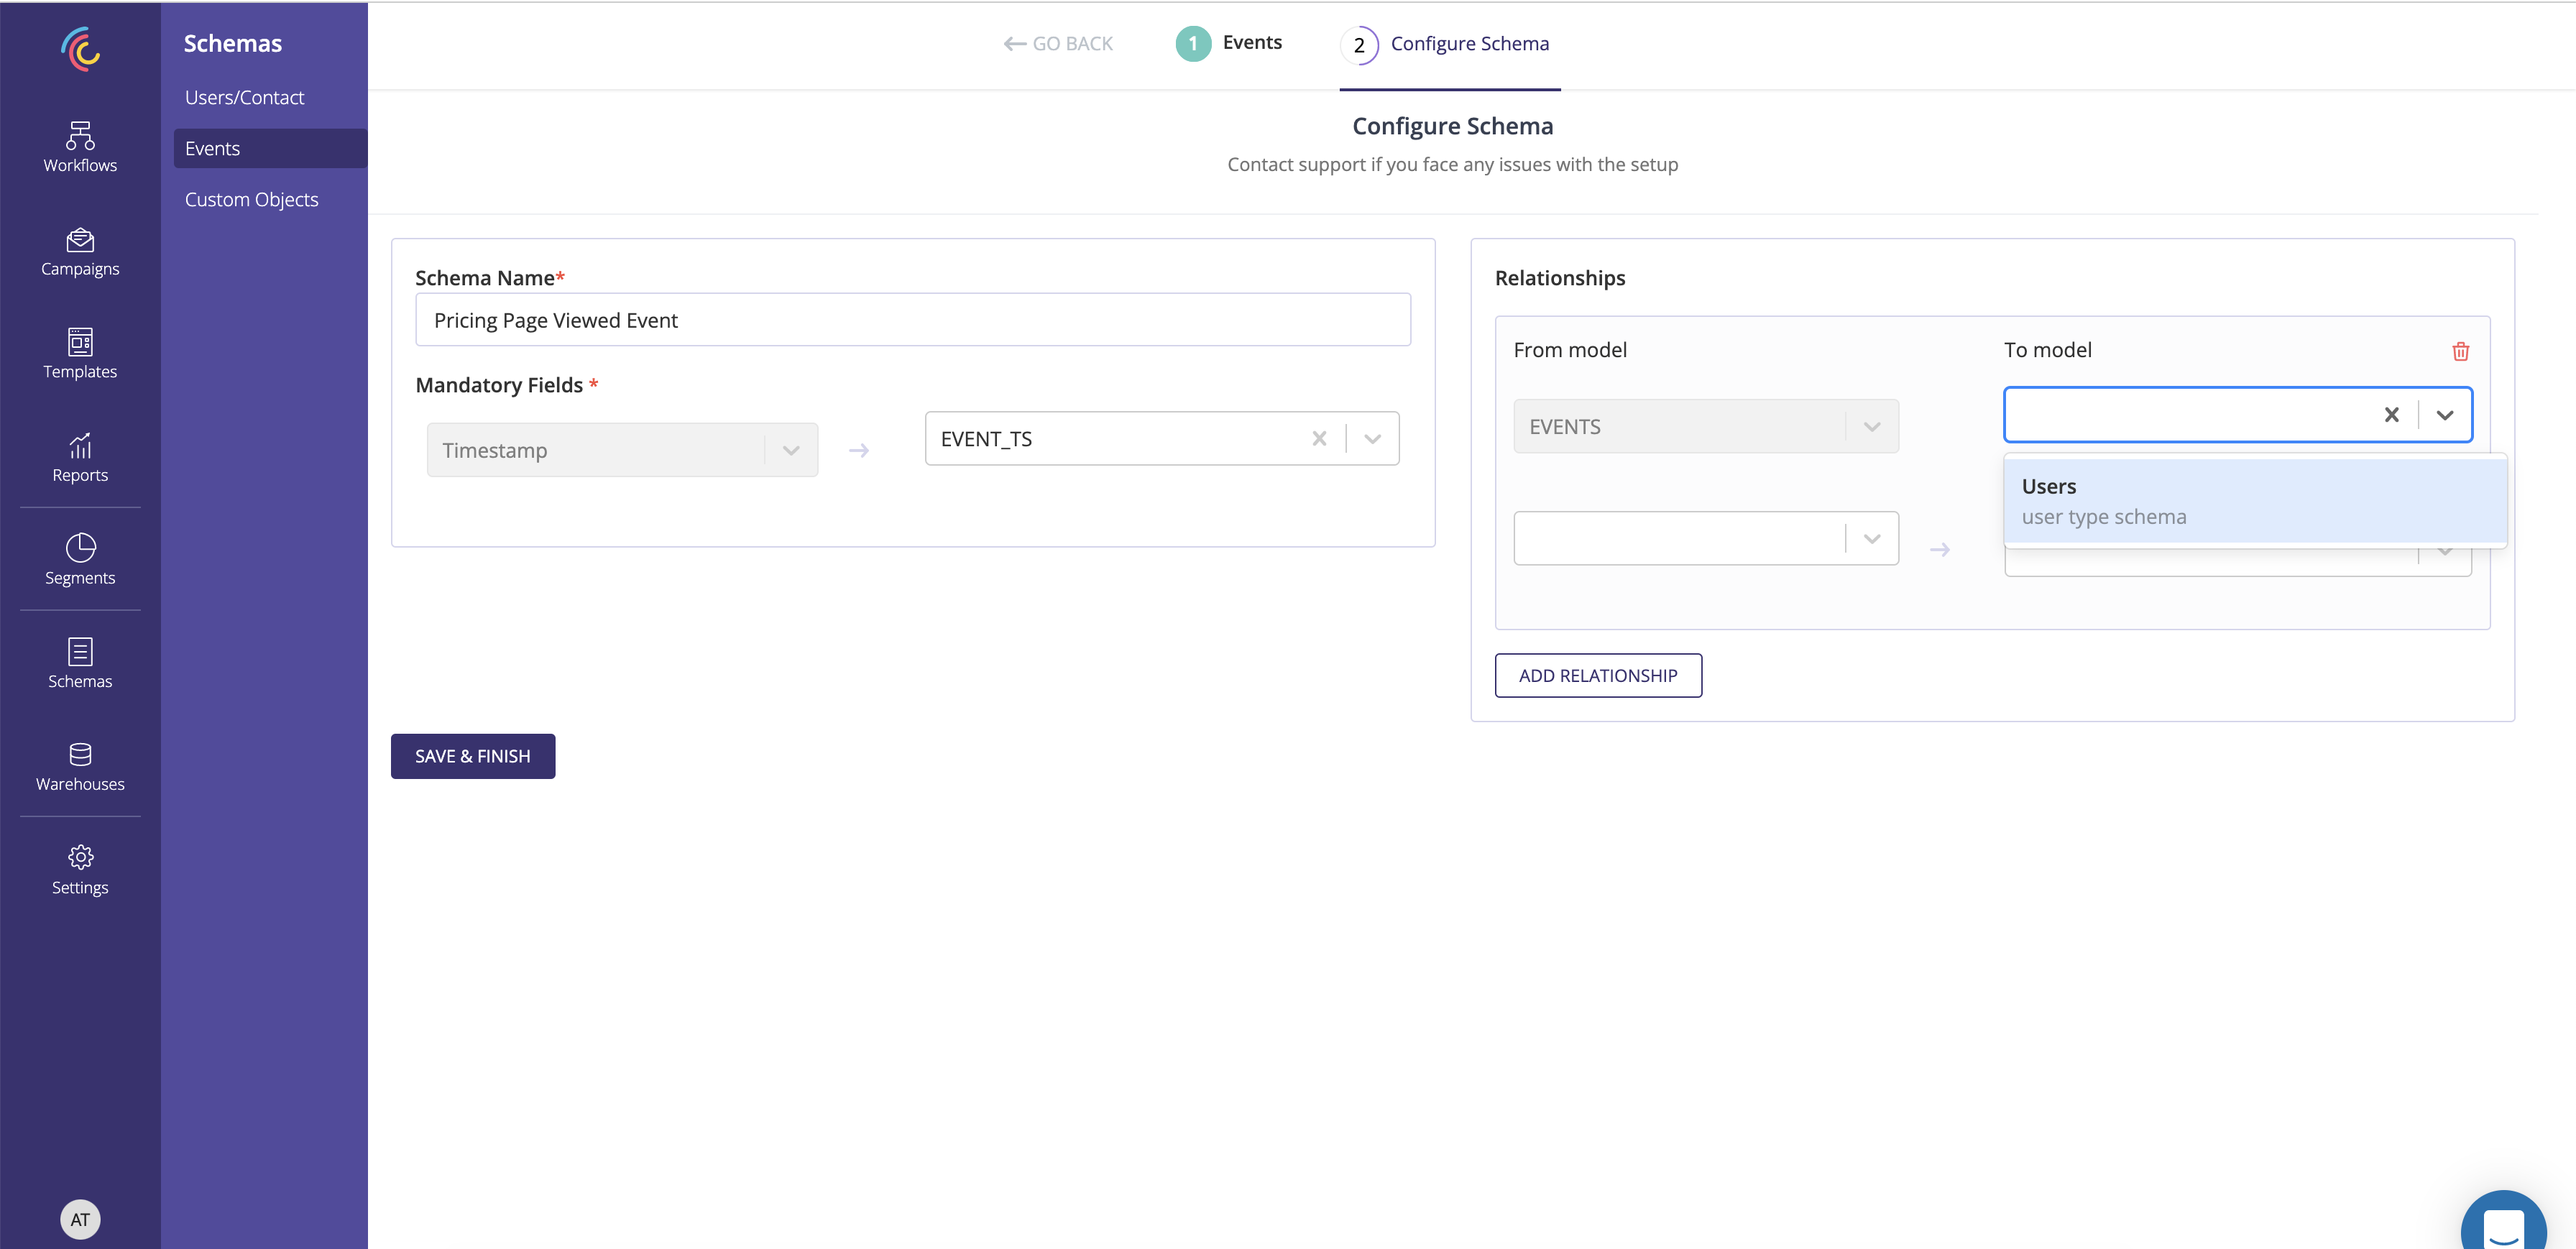 Schemas
Users/Contact
Events
Custom Objects
Workflows
Campaigns
Templates
Reports
Segments
Schemas
Warehouses
Settings
AT
GO BACK
1 Events
2 Configure Schema
Configure Schema
Contact support if you face any issues with the setup
Schema Name*
Pricing Page Viewed Event
Mandatory Fields *
Timestamp
EVENT_TS
SAVE & FINISH
Relationships
From model
To model
EVENTS
Users
user type schema
ADD RELATIONSHIP